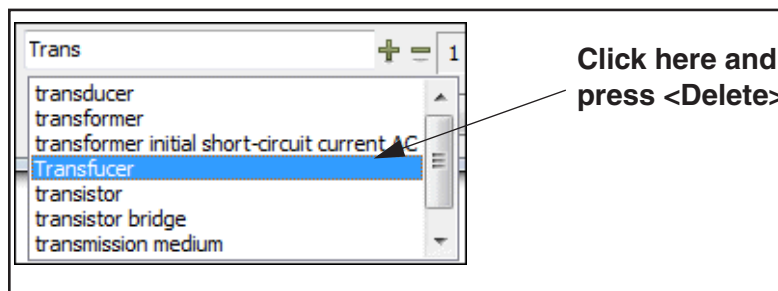 Trans
1
Click here and
press <Delete>
transducer
transformer
transformer initial short-circuit current AC
Transfucer
transistor
transistor bridge
transmission medium